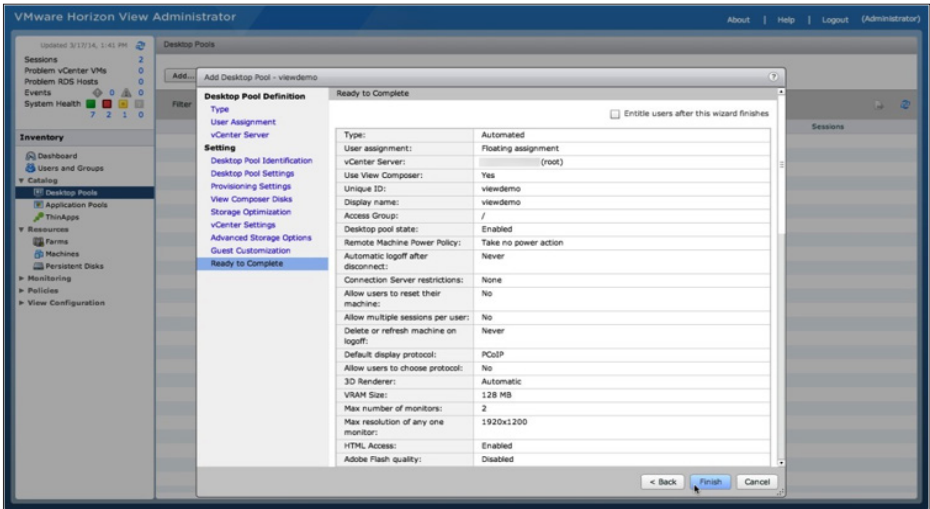 VMware Horizon View Administrator
About | Help | Logout (Administrator)
Updated 3/17/14, 1:41 PM
Sessions 2
Problem vCenter VMs 0
Problem RDS Hosts 0
Events 0 0
System Health
7 2 1 0
Inventory
Dashboard
Users and Groups
Catalog
Desktop Pools
Application Pools
ThinApps
Resources
Farms
Machines
Persistent Disks
Monitoring
Policies
View Configuration
Desktop Pools
Add...
Filter
Sessions
Add Desktop Pool - viewdemo
?
Desktop Pool Definition
Type
User Assignment
vCenter Server
Setting
Desktop Pool Identification
Desktop Pool Settings
Provisioning Settings
View Composer Disks
Storage Optimization
vCenter Settings
Advanced Storage Options
Guest Customization
Ready to Complete
Ready to Complete
Entitle users after this wizard finishes
Type: Automated
User assignment: Floating assignment
vCenter Server: (root)
Use View Composer: Yes
Unique ID: viewdemo
Display name: viewdemo
Access Group: /
Desktop pool state: Enabled
Remote Machine Power Policy: Take no power action
Automatic logoff after Never
disconnect:
Connection Server restrictions: None
Allow users to reset their No
machine:
Allow multiple sessions per user: No
Delete or refresh machine on Never
logoff:
Default display protocol: PCoIP
Allow users to choose protocol: No
3D Renderer: Automatic
VRAM Size: 128 MB
Max number of monitors: 2
Max resolution of any one 1920x1200
monitor:
HTML Access: Enabled
Adobe Flash quality: Disabled
< Back Finish Cancel